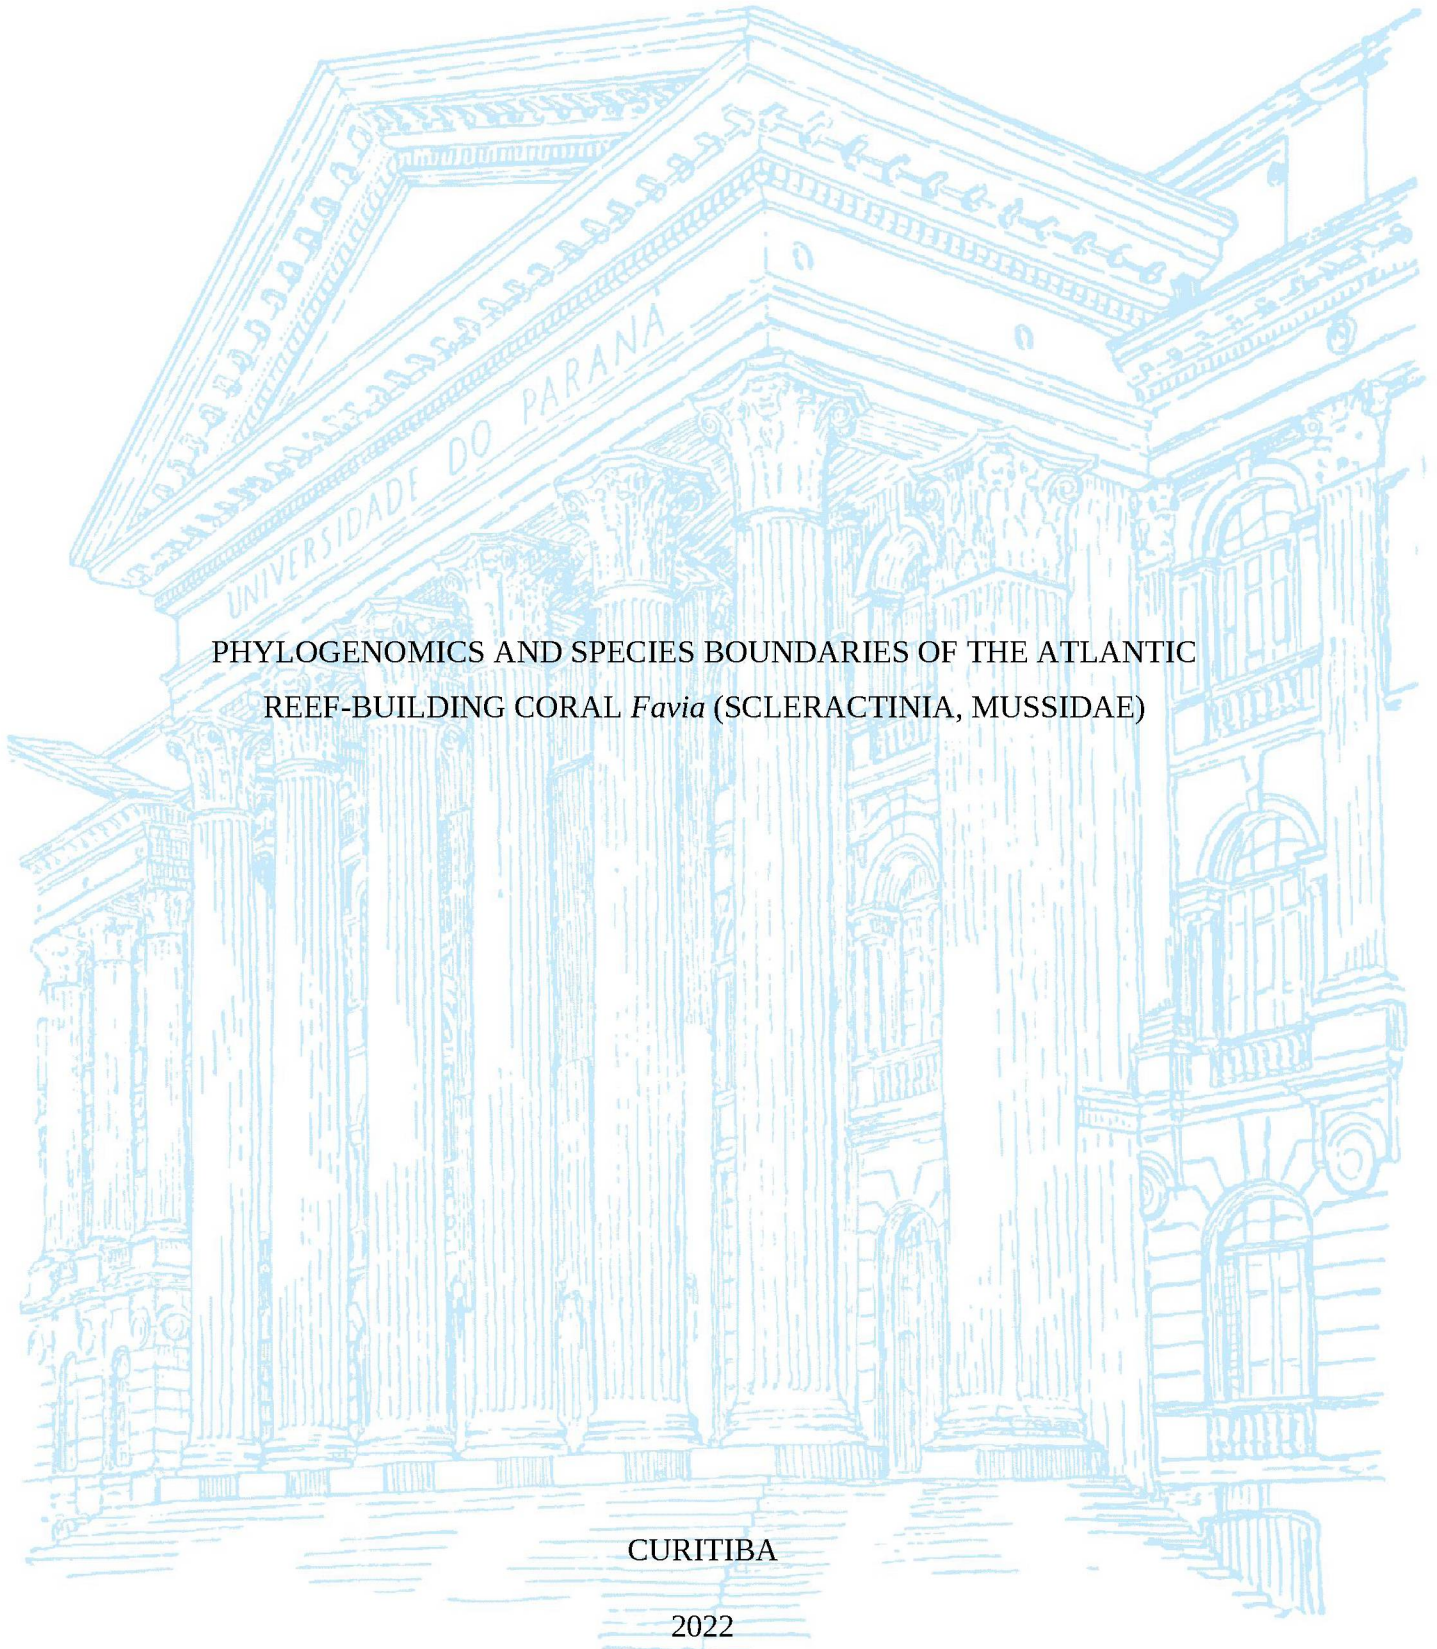 UNIVERSIDADE DO PARANÁ
PHYLOGENOMICS AND SPECIES BOUNDARIES OF THE ATLANTIC
REEF-BUILDING CORAL Favia (SCLERACTINIA, MUSSIDAE)
CURITIBA
2022